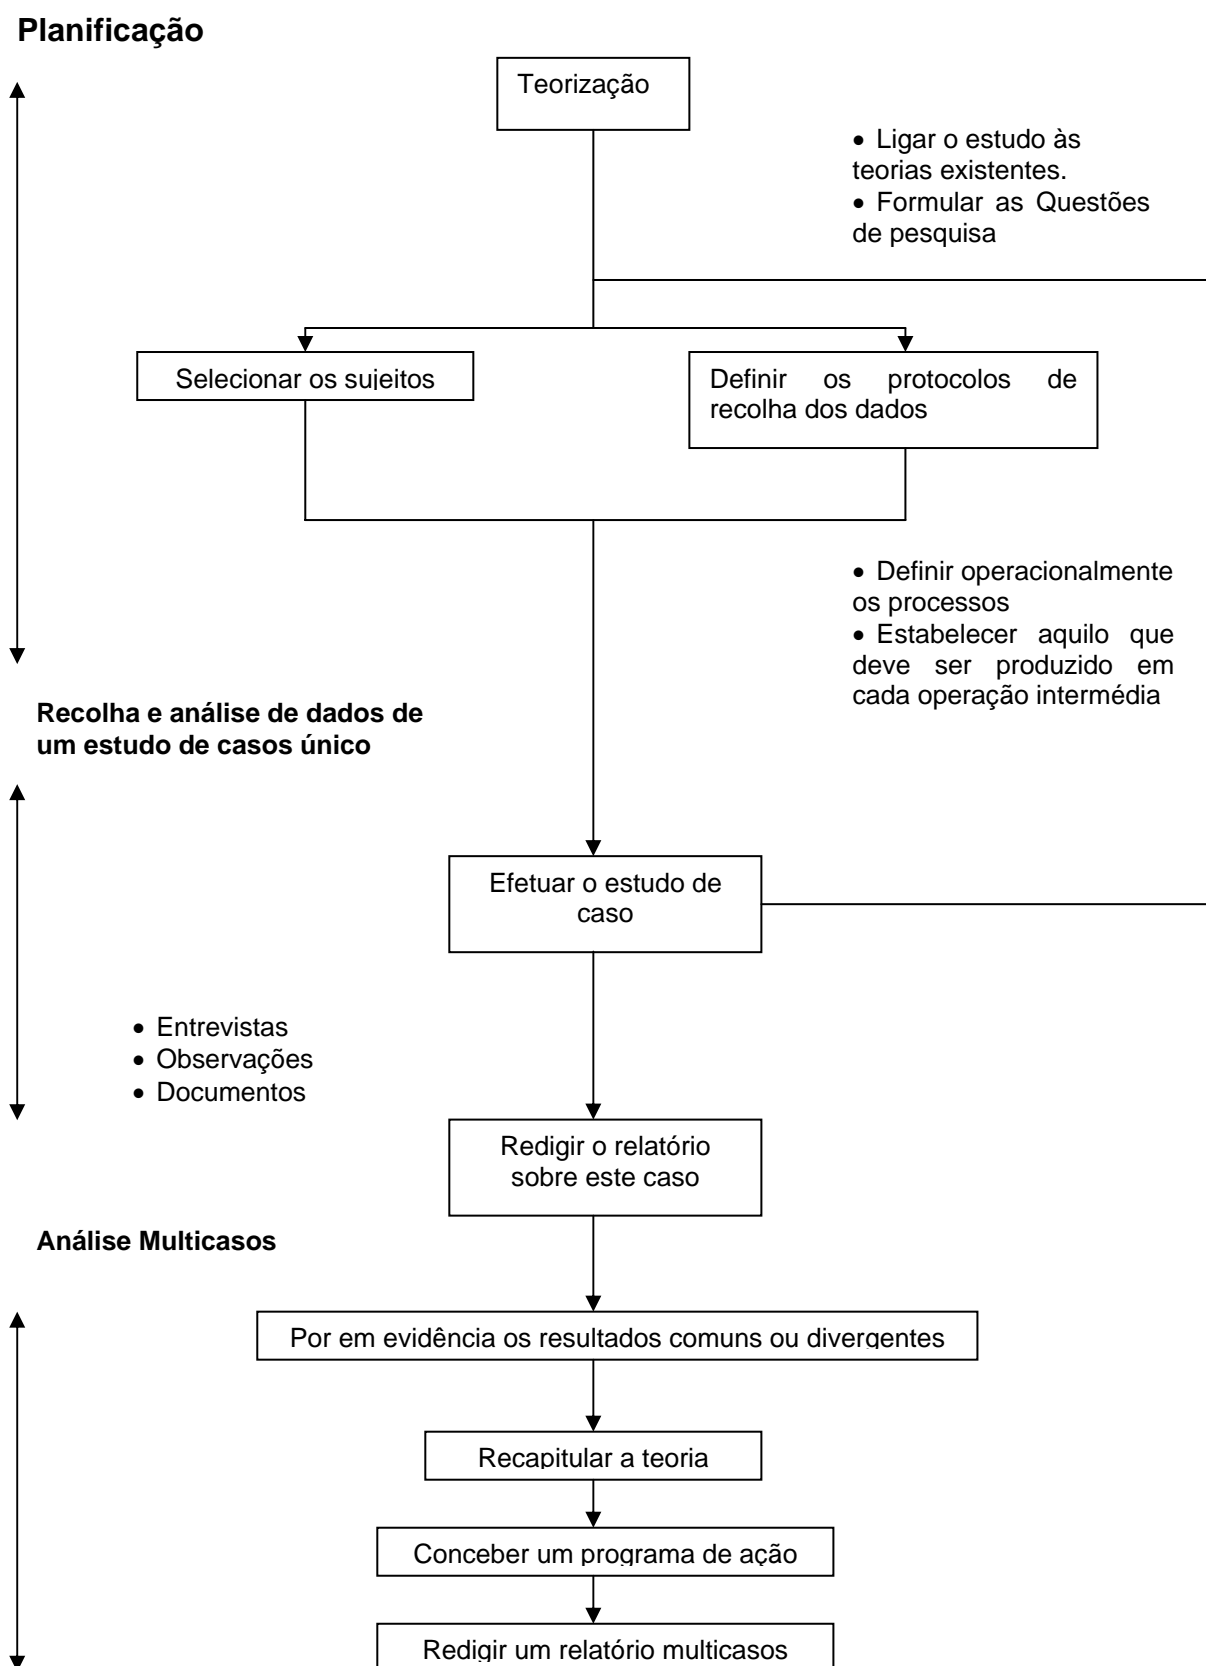 Planificação
Teorização
• Ligar o estudo às
teorias existentes.
• Formular as Questões
de pesquisa
Selecionar os sujeitos
Definir os protocolos de
recolha dos dados
• Definir operacionalmente
os processos
• Estabelecer aquilo que
deve ser produzido em
cada operação intermédia
Recolha e análise de dados de
um estudo de casos único
Efetuar o estudo de
caso
• Entrevistas
• Observações
• Documentos
Redigir o relatório
sobre este caso
Análise Multicasos
Por em evidência os resultados comuns ou divergentes
Recapitular a teoria
Conceber um programa de ação
Redigir um relatório multicasos